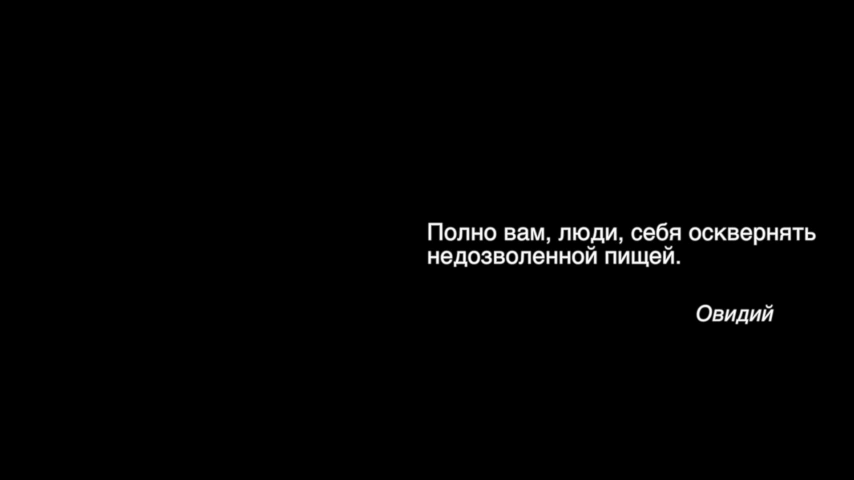 Полно вам, люди, себя осквернять
недозволенной пищей.
Овидий